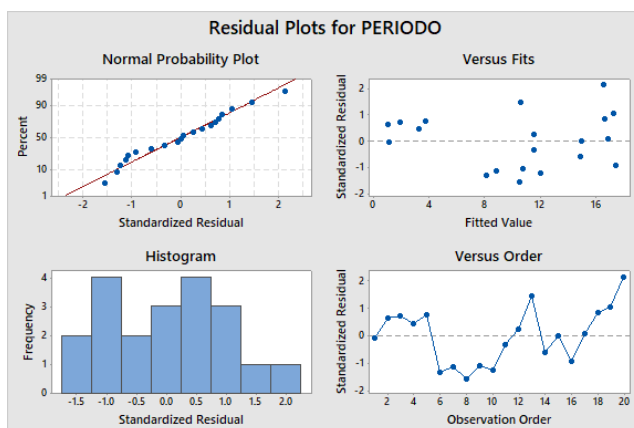 Residual Plots for PERIODO
Normal Probability Plot
99
90
50
10
1
Percent
-2 -1 0 1 2
Standardized Residual
Versus Fits
2
1
0
-1
-2
Standardized Residual
0 4 8 12 16
Fitted Value
Histogram
4
3
2
1
0
Frequency
-1.5 -1.0 -0.5 0.0 0.5 1.0 1.5 2.0
Standardized Residual
Versus Order
2
1
0
-1
-2
Standardized Residual
2 4 6 8 10 12 14 16 18 20
Observation Order